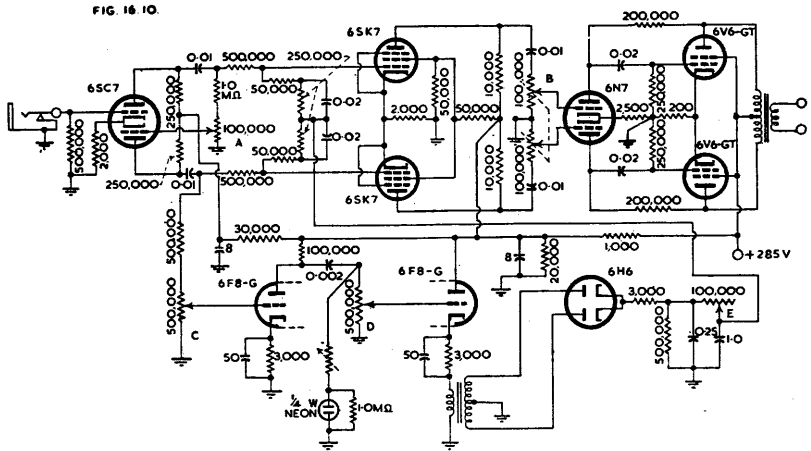 FIG. 16.10.
200,000
6V6-GT
6SK7
0·01
500,000
250,000
0·01
0·02
6SC7
1·0
MΩ
50,000
10,000
100,000
B
6N7
250,000
250,000
0·02
50,000
2,000
50,000
2500
200
100,000
A
0·02
500,000
2,000
50,000
10,000
100,000
0·02
250,000
6V6-GT
250,000
0·01
500,000
6SK7
0·01
200,000
500,000
30,000
8
100,000
0·002
8
20,000
1,000
+285V
6F8-G
6F8-G
6H6
3,000
100,000
E
500,000
C
500,000
D
500,000
0·25
1·0
50
3,000
50
3,000
¼ W
NEON
1·0MΩ